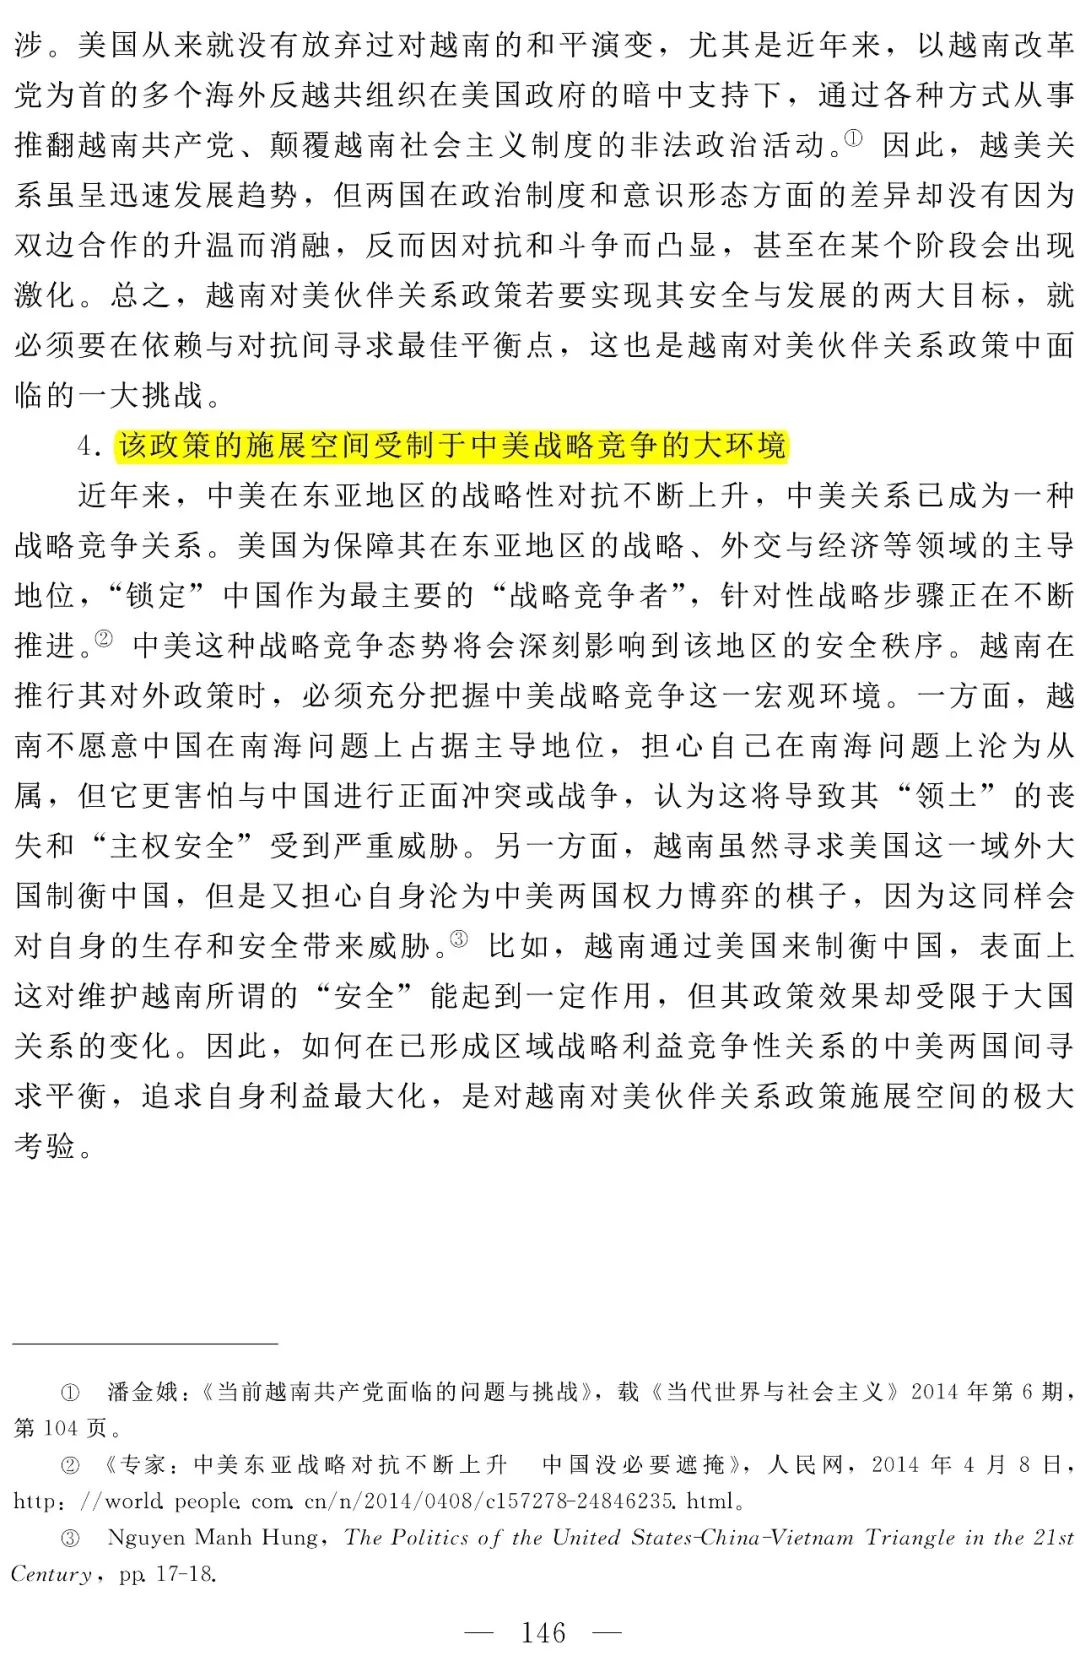 涉。美国从来就没有放弃过对越南的和平演变，尤其是近年来，以越南改革
党为首的多个海外反越共组织在美国政府的暗中支持下，通过各种方式从事
推翻越南共产党、颠覆越南社会主义制度的非法政治活动。① 因此，越美关
系虽呈迅速发展趋势，但两国在政治制度和意识形态方面的差异却没有因为
双边合作的升温而消融，反而因对抗和斗争而凸显，甚至在某个阶段会出现
激化。总之，越南对美伙伴关系政策若要实现其安全与发展的两大目标，就
必须要在依赖与对抗间寻求最佳平衡点，这也是越南对美伙伴关系政策中面
临的一大挑战。
4. 该政策的施展空间受制于中美战略竞争的大环境
近年来，中美在东亚地区的战略性对抗不断上升，中美关系已成为一种
战略竞争关系。美国为保障其在东亚地区的战略、外交与经济等领域的主导
地位，“锁定”中国作为最主要的“战略竞争者”，针对性战略步骤正在不断
推进。② 中美这种战略竞争态势将会深刻影响到该地区的安全秩序。越南在
推行其对外政策时，必须充分把握中美战略竞争这一宏观环境。一方面，越
南不愿意中国在南海问题上占据主导地位，担心自己在南海问题上沦为从
属，但它更害怕与中国进行正面冲突或战争，认为这将导致其“领土”的丧
失和“主权安全”受到严重威胁。另一方面，越南虽然寻求美国这一域外大
国制衡中国，但是又担心自身沦为中美两国权力博弈的棋子，因为这同样会
对自身的生存和安全带来威胁。③ 比如，越南通过美国来制衡中国，表面上
这对维护越南所谓的“安全”能起到一定作用，但其政策效果却受限于大国
关系的变化。因此，如何在已形成区域战略利益竞争性关系的中美两国间寻
求平衡，追求自身利益最大化，是对越南对美伙伴关系政策施展空间的极大
考验。
① 潘金娥：《当前越南共产党面临的问题与挑战》，载《当代世界与社会主义》2014 年第 6 期，
第 104 页。
② 《专家：中美东亚战略对抗不断上升 中国没必要遮掩》，人民网，2014 年 4 月 8 日，
http：//world. people. com. cn/n/2014/0408/c157278-24846235. html。
③ Nguyen Manh Hung，The Politics of the United States-China-Vietnam Triangle in the 21st
Century，pp. 17-18.
— 146 —